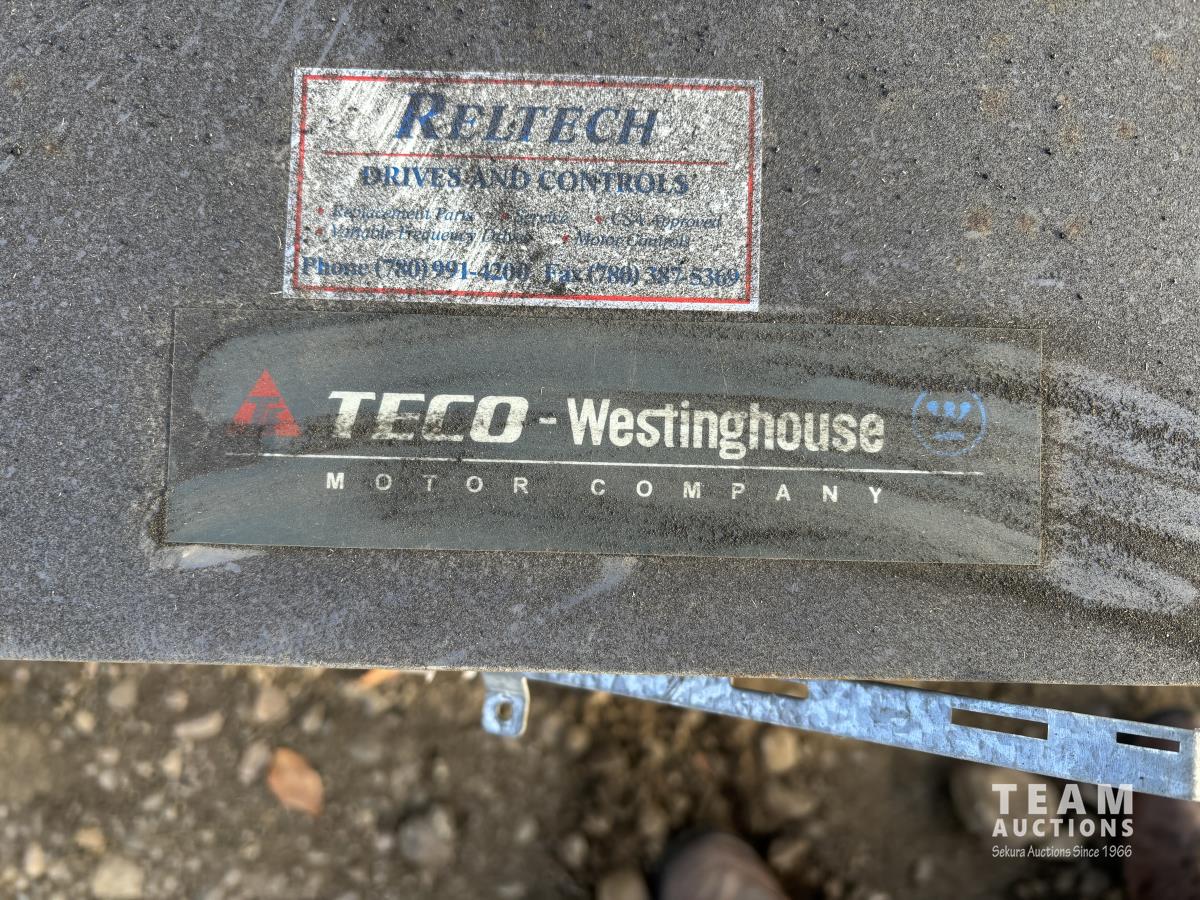 RELTECH
DRIVES AND CONTROLS
• Replacement Parts • Service • CSA Approved
• Variable Frequency Drives • Motor Controls
Phone (780) 991-4200 Fax (780) 387-5369
TECO - Westinghouse
MOTOR COMPANY
TEAM
AUCTIONS
Sekura Auctions Since 1966